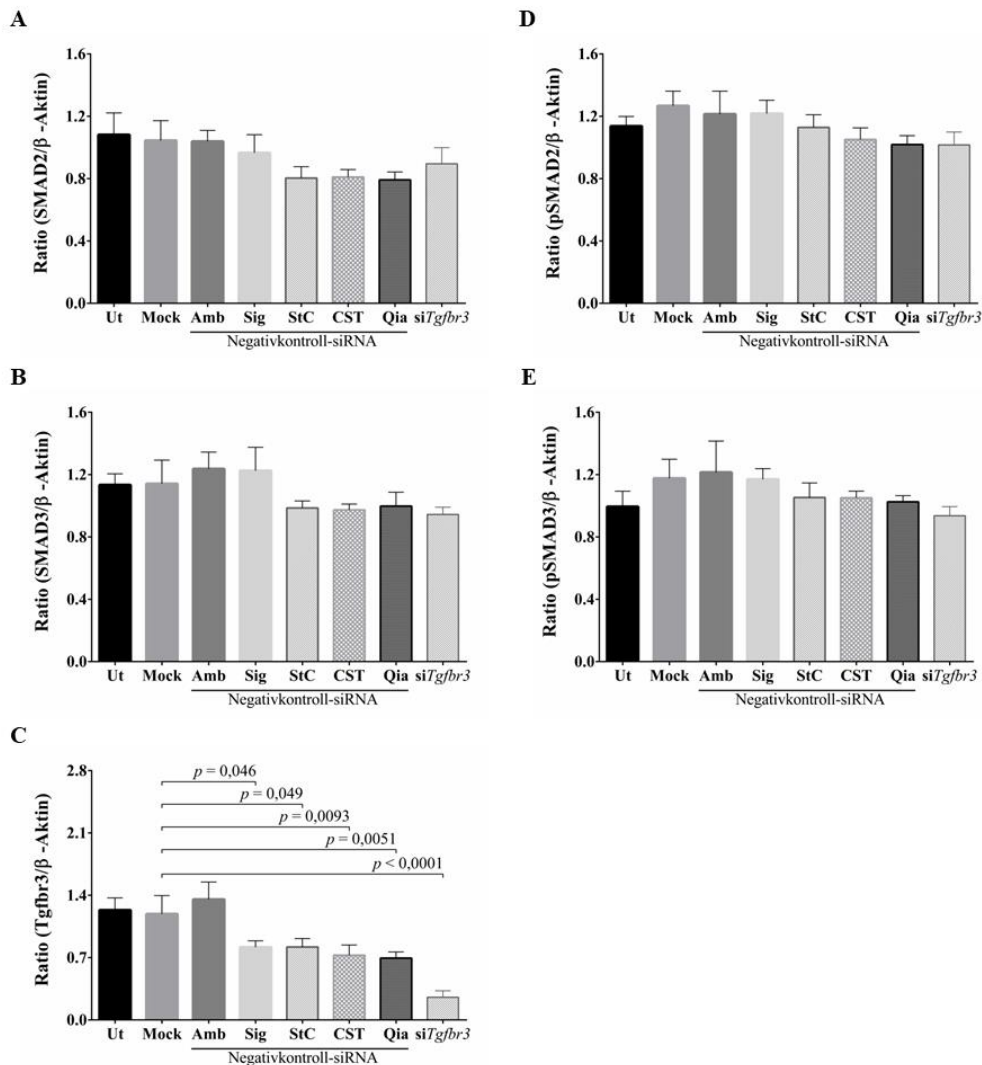 A
Ratio (SMAD2/β -Aktin)
1.6
1.2
0.8
0.4
0.0
Ut Mock Amb Sig StC CST Qia siTgfbr3
Negativkontroll-siRNA
D
Ratio (pSMAD2/β -Aktin)
1.6
1.2
0.8
0.4
0.0
Ut Mock Amb Sig StC CST Qia siTgfbr3
Negativkontroll-siRNA
B
Ratio (SMAD3/β -Aktin)
1.6
1.2
0.8
0.4
0.0
Ut Mock Amb Sig StC CST Qia siTgfbr3
Negativkontroll-siRNA
E
Ratio (pSMAD3/β -Aktin)
1.6
1.2
0.8
0.4
0.0
Ut Mock Amb Sig StC CST Qia siTgfbr3
Negativkontroll-siRNA
C
Ratio (Tgfbr3/β -Aktin)
2.8
2.1
1.4
0.7
0.0
p = 0,046
p = 0,049
p = 0,0093
p = 0,0051
p < 0,0001
Ut Mock Amb Sig StC CST Qia siTgfbr3
Negativkontroll-siRNA